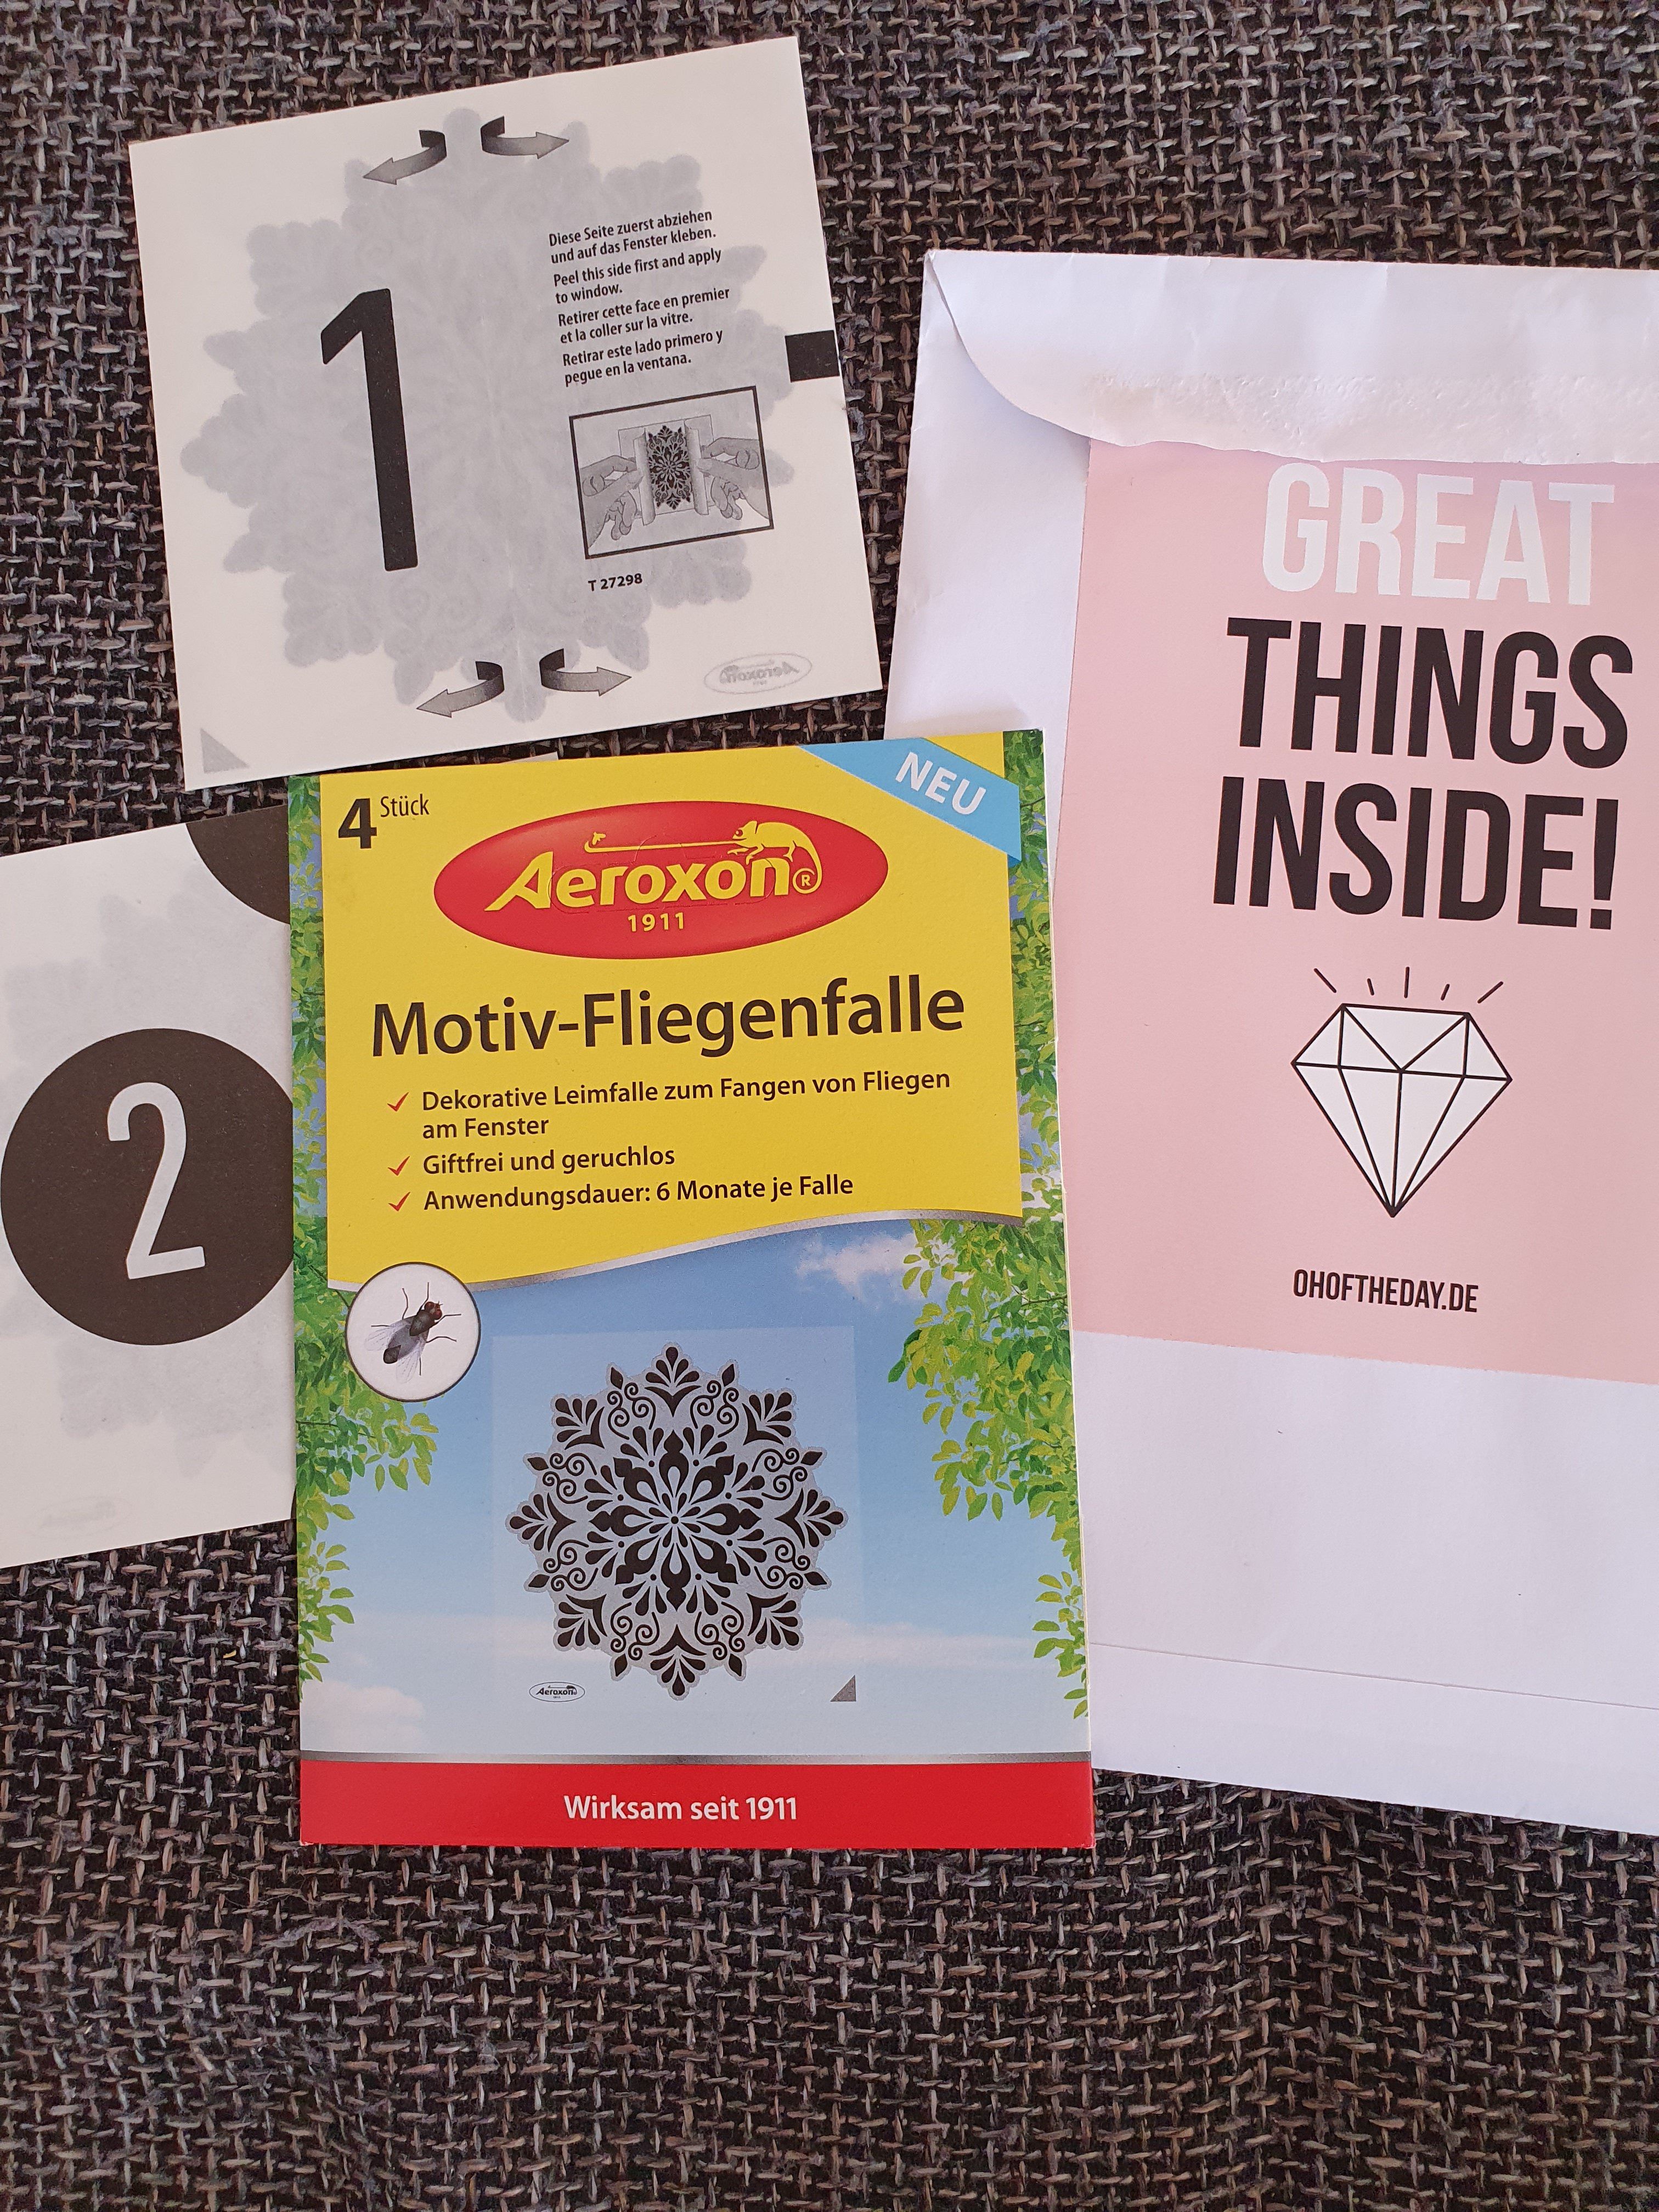 1
Diese Seite zuerst abziehen
und auf das Fenster kleben.
Peel this side first and apply
to window.
Retirer cette face en premier
et la coller sur la vitre.
Retirar este lado primero y
pegue en la ventana.
T 27298
Aeroxon
2
4 Stück
NEU
Aeroxon®
1911
Motiv-Fliegenfalle
✓ Dekorative Leimfalle zum Fangen von Fliegen
am Fenster
✓ Giftfrei und geruchlos
✓ Anwendungsdauer: 6 Monate je Falle
Aeroxon
Wirksam seit 1911
GREAT
THINGS
INSIDE!
OHOFTHEDAY.DE